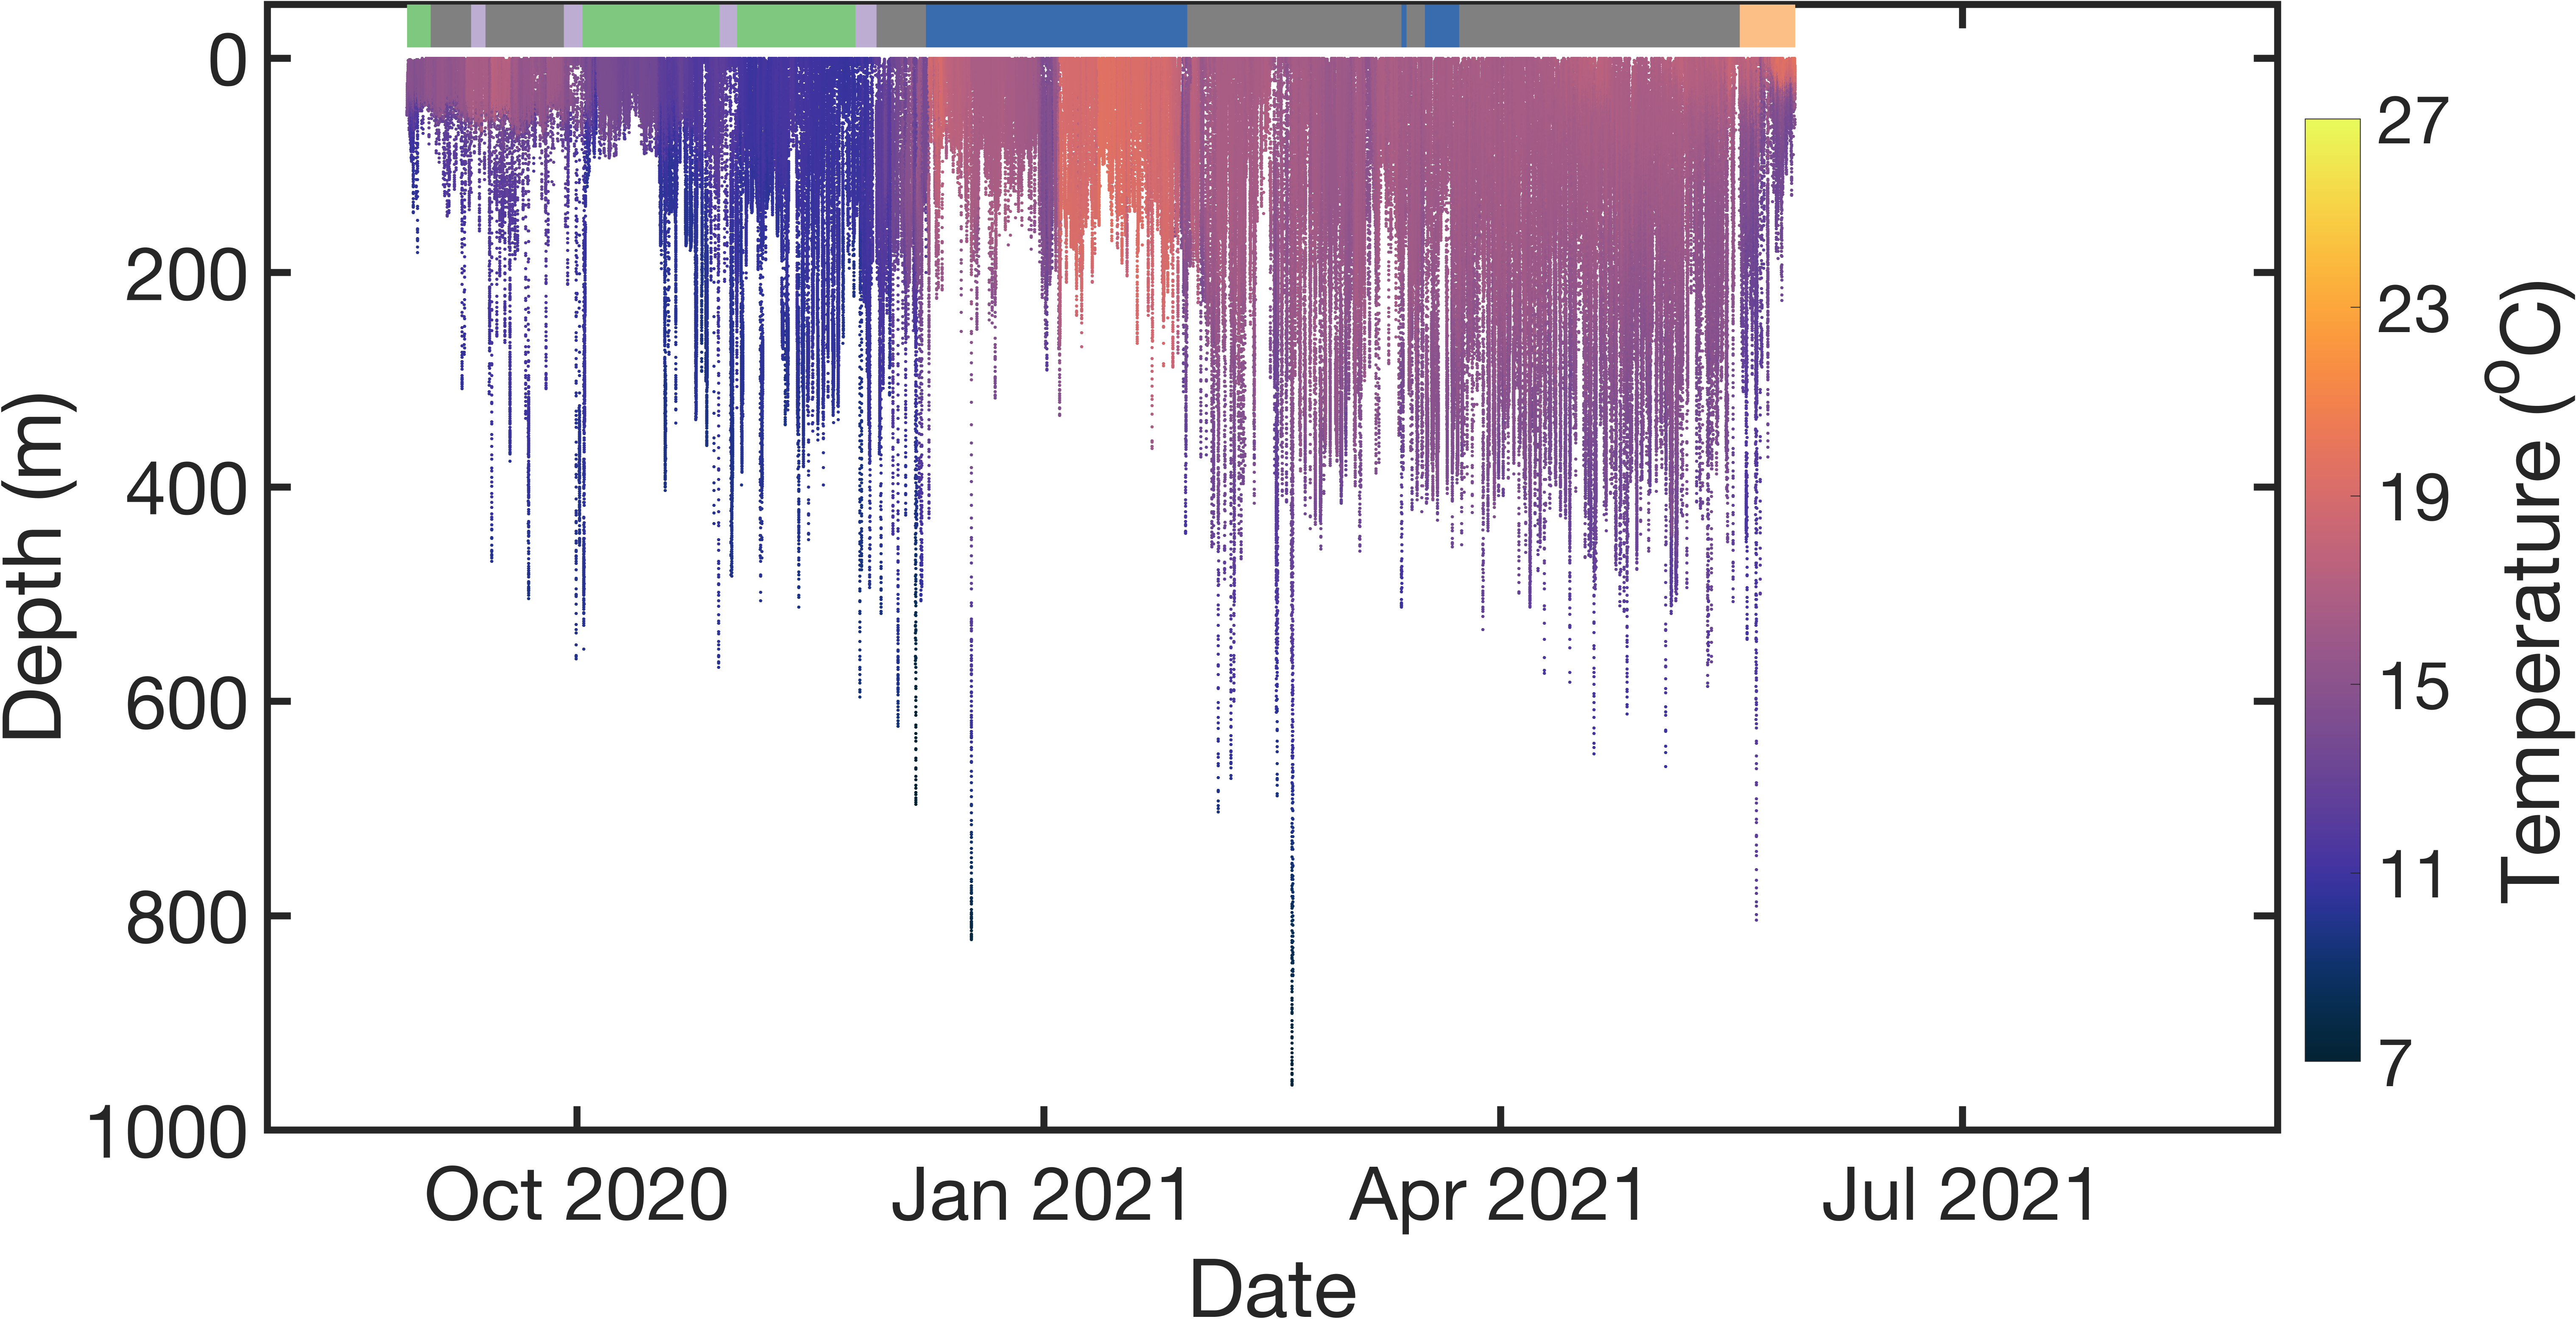 0
200
400
600
800
1000
Depth (m)
Oct 2020
Jan 2021
Apr 2021
Jul 2021
Date
27
23
19
15
11
7
Temperature (°C)